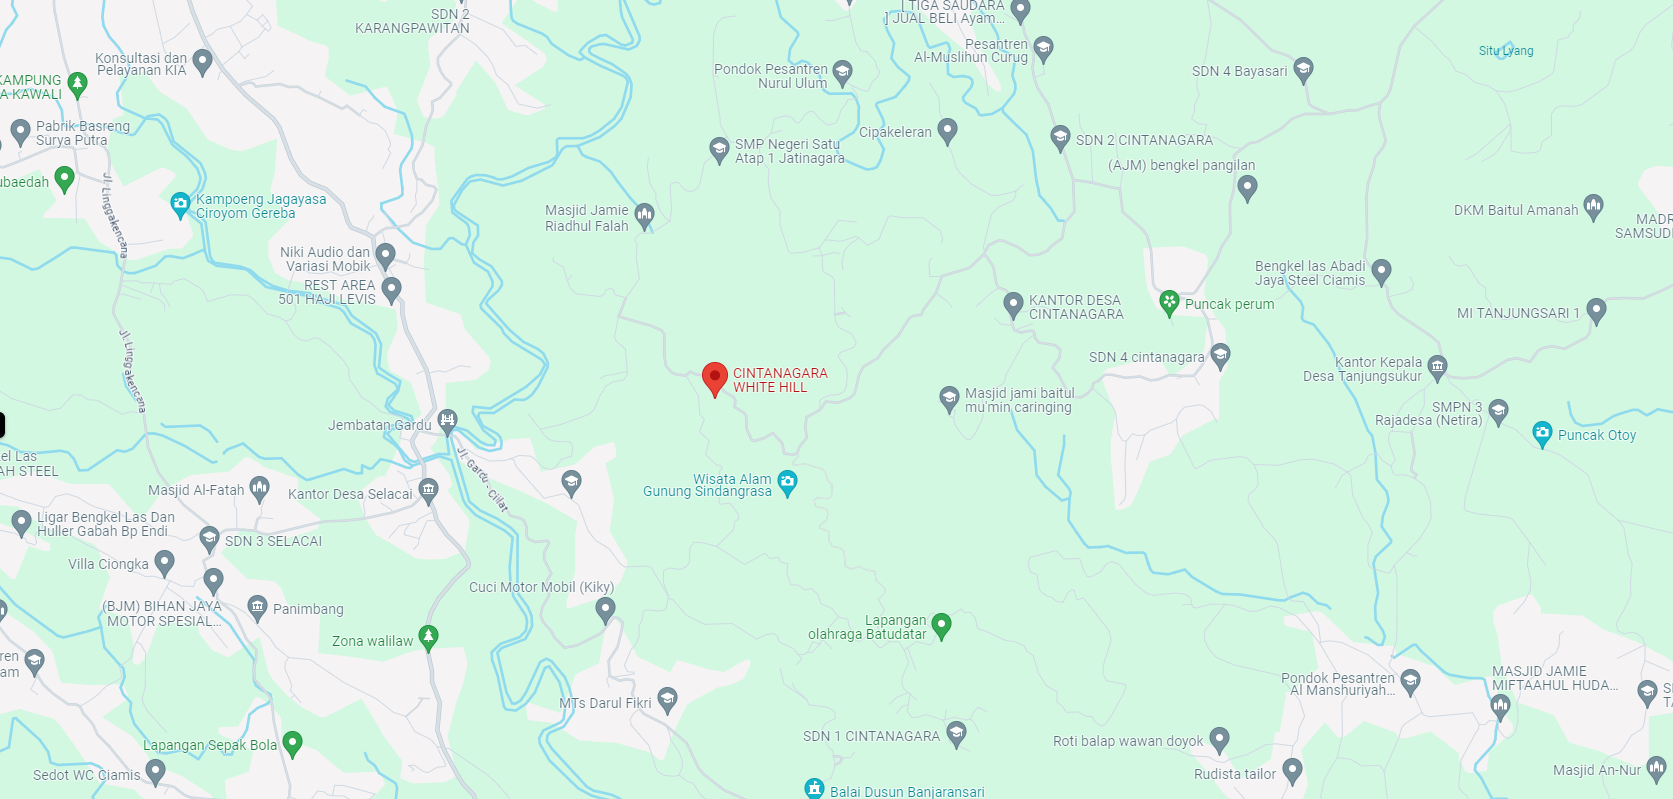 SDN 2
KARANGPAWITAN
[ TIGA SAUDARA
] JUAL BELI Ayam...
Pesantren
Al-Muslihun Curug
Situ Lyang
Konsultasi dan
Pelayanan KIA
KAMPUNG
A KAWALI
Pondok Pesantren
Nurul Ulum
SDN 4 Bayasari
Pabrik Basreng
Surya Putra
Cipakeleran
SDN 2 CINTANAGARA
SMP Negeri Satu
Atap 1 Jatinagara
(AJM) bengkel pangilan
ubaedah
Jl. Linggakencana
Kampoeng Jagayasa
Ciroyom Gereba
Masjid Jamie
Riadhul Falah
DKM Baitul Amanah
MADR
SAMSUDI
Niki Audio dan
Variasi Mobik
REST AREA
501 HAJI LEVIS
Bengkel las Abadi
Jaya Steel Ciamis
KANTOR DESA
CINTANAGARA
Puncak perum
MI TANJUNGSARI 1
Jl. Linggakencana
SDN 4 cintanagara
Kantor Kepala
Desa Tanjungsukur
CINTANAGARA
WHITE HILL
Masjid jami baitul
mu'min caringing
SMPN 3
Rajadesa (Netira)
Puncak Otoy
Jembatan Gardu
el Las
AH STEEL
Jl. Gardu - Cilat
Wisata Alam
Gunung Sindangrasa
Masjid Al-Fatah
Kantor Desa Selacai
Ligar Bengkel Las Dan
Huller Gabah Bp Endi
SDN 3 SELACAI
Villa Ciongka
Cuci Motor Mobil (Kiky)
(BJM) BIHAN JAYA
MOTOR SPESIAL...
Panimbang
Zona walilaw
Lapangan
olahraga Batudatar
ren
am
MTs Darul Fikri
Pondok Pesantren
Al Manshuriyah...
MASJID JAMIE
MIFTAAHUL HUDA...
TA
SDN 1 CINTANAGARA
Roti balap wawan doyok
Lapangan Sepak Bola
Sedot WC Ciamis
Rudista tailor
Masjid An-Nur
Balai Dusun Banjaransari